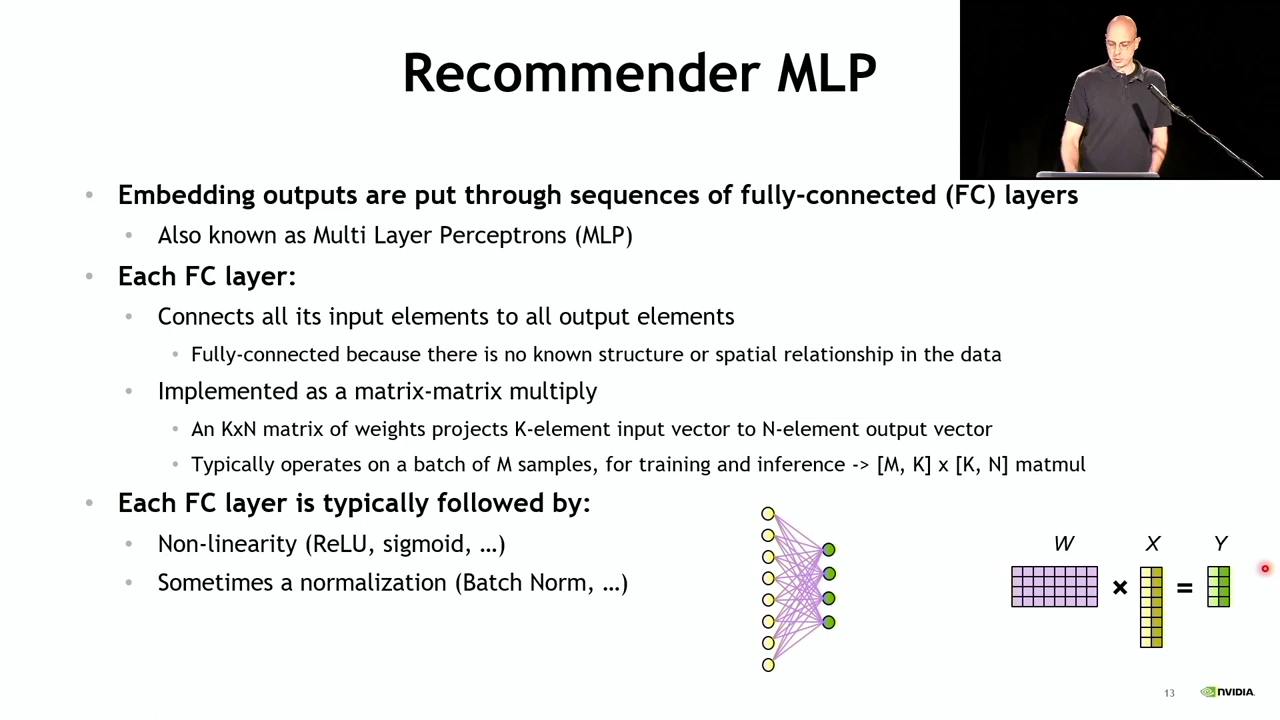 Recommender MLP
• Embedding outputs are put through sequences of fully-connected (FC) layers
• Also known as Multi Layer Perceptrons (MLP)
• Each FC layer:
• Connects all its input elements to all output elements
• Fully-connected because there is no known structure or spatial relationship in the data
• Implemented as a matrix-matrix multiply
• An KxN matrix of weights projects K-element input vector to N-element output vector
• Typically operates on a batch of M samples, for training and inference -> [M, K] x [K, N] matmul
• Each FC layer is typically followed by:
• Non-linearity (ReLU, sigmoid, …)
• Sometimes a normalization (Batch Norm, …)
W X Y
× =
13 NVIDIA.